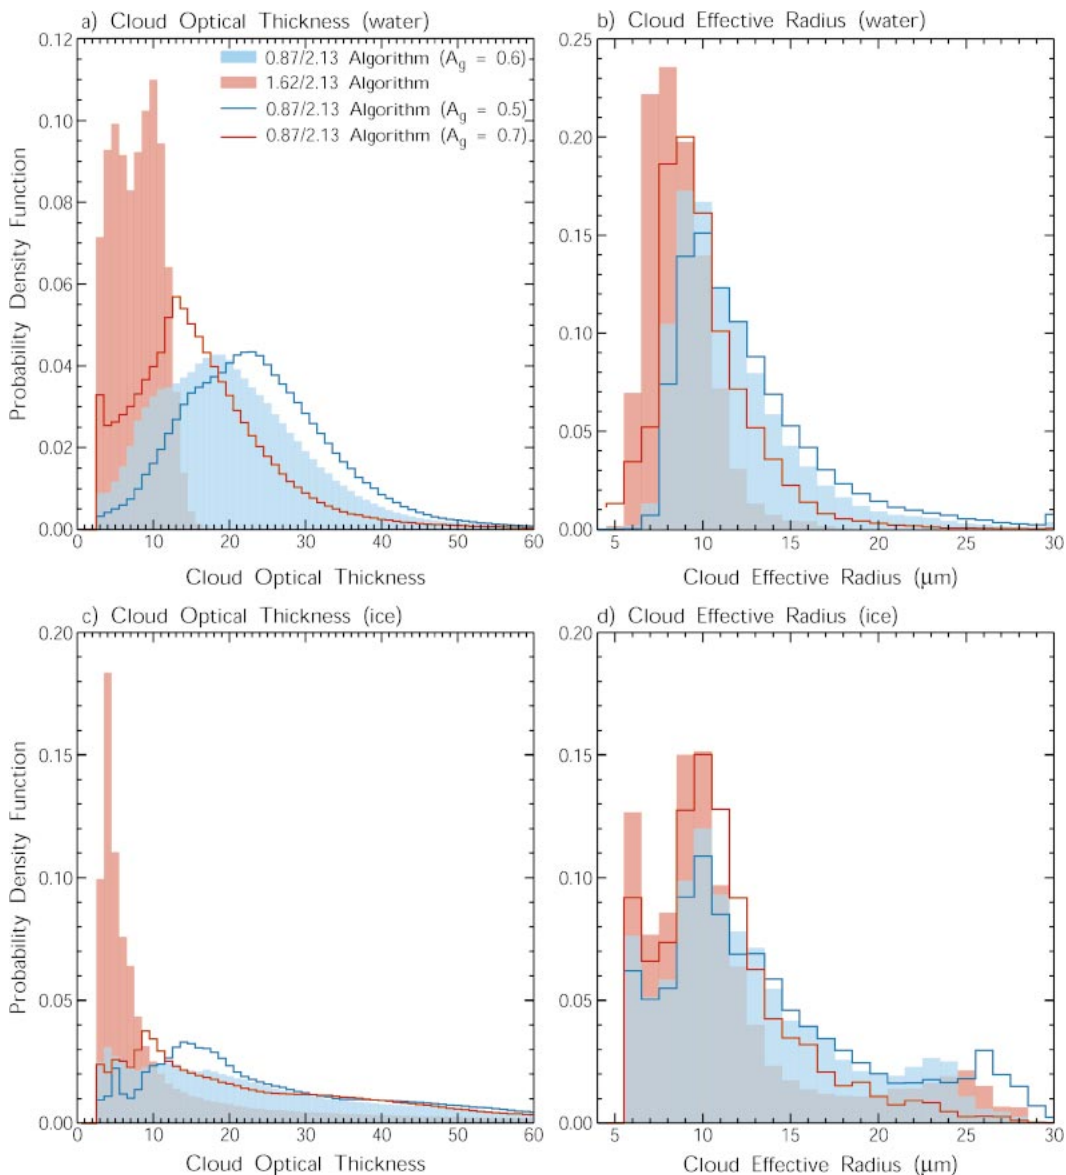 a) Cloud Optical Thickness (water)
0.12
0.10
0.08
0.06
0.04
0.02
0.00
Probability Density Function
0.87/2.13 Algorithm (Ag = 0.6)
1.62/2.13 Algorithm
0.87/2.13 Algorithm (Ag = 0.5)
0.87/2.13 Algorithm (Ag = 0.7)
0 10 20 30 40 50 60
Cloud Optical Thickness
b) Cloud Effective Radius (water)
0.25
0.20
0.15
0.10
0.05
0.00
5 10 15 20 25 30
Cloud Effective Radius (μm)
c) Cloud Optical Thickness (ice)
0.20
0.15
0.10
0.05
0.00
Probability Density Function
0 10 20 30 40 50 60
Cloud Optical Thickness
d) Cloud Effective Radius (ice)
0.20
0.15
0.10
0.05
0.00
5 10 15 20 25 30
Cloud Effective Radius (μm)